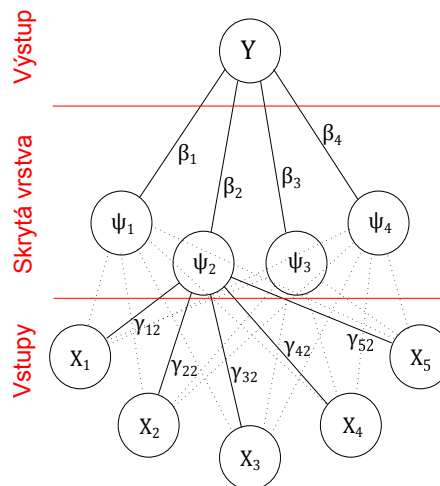 Výstup
Y
β₁
β₂
β₃
β₄
Skrytá vrstva
ψ₁
ψ₂
ψ₃
ψ₄
Vstupy
γ₁₂
γ₂₂
γ₃₂
γ₄₂
γ₅₂
X₁
X₂
X₃
X₄
X₅